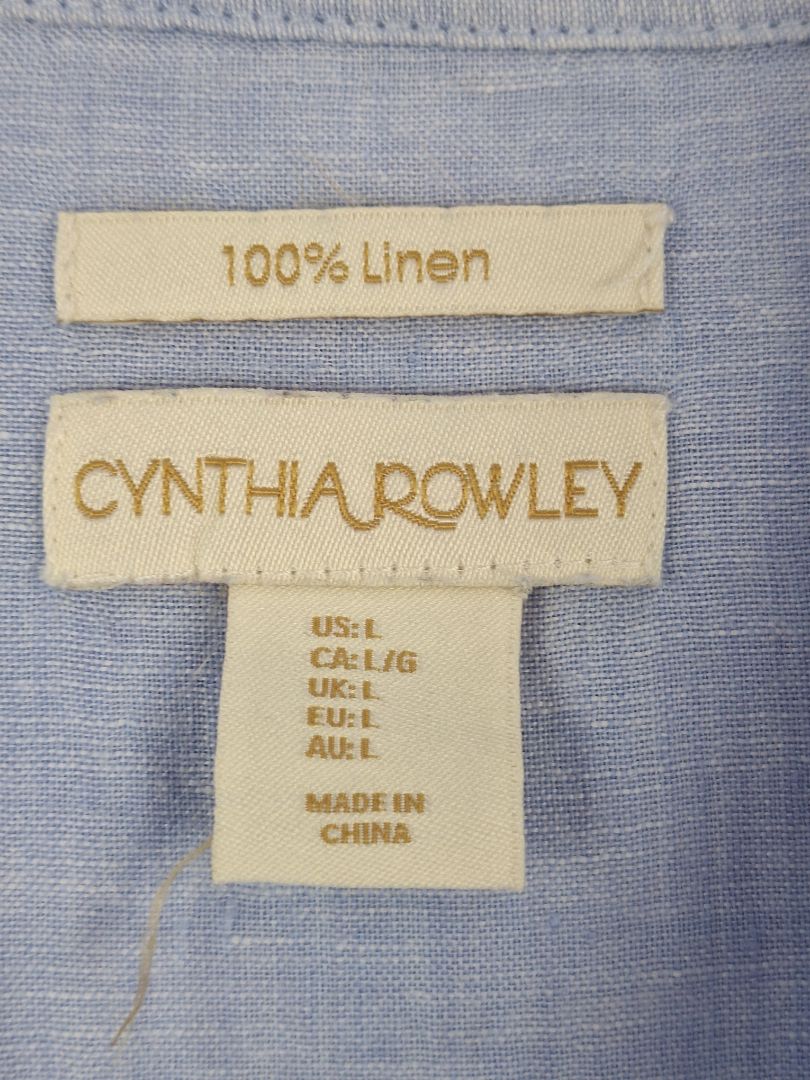 100% Linen
CYNTHIA ROWLEY
US: L
CA: L/G
UK: L
EU: L
AU: L
MADE IN
CHINA